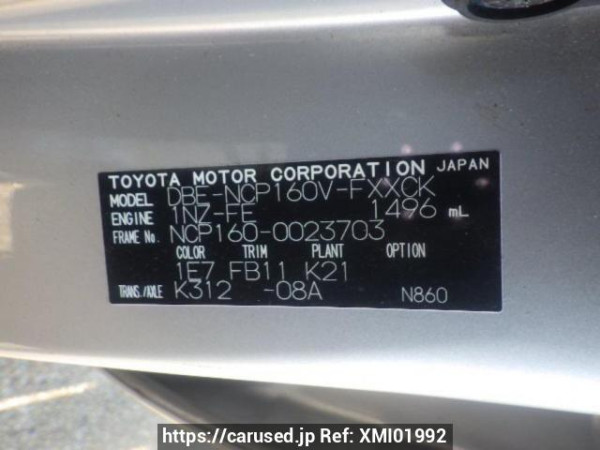 TOYOTA MOTOR CORPORATION JAPAN
MODEL DBE-NCP160V-FXXCK
ENGINE 1NZ-FE 1496 mL
FRAME No. NCP160-0023703
COLOR TRIM PLANT OPTION
1E7 FB11 K21
TRANS./AXLE K312 -08A N860
https://carused.jp Ref: XMI01992